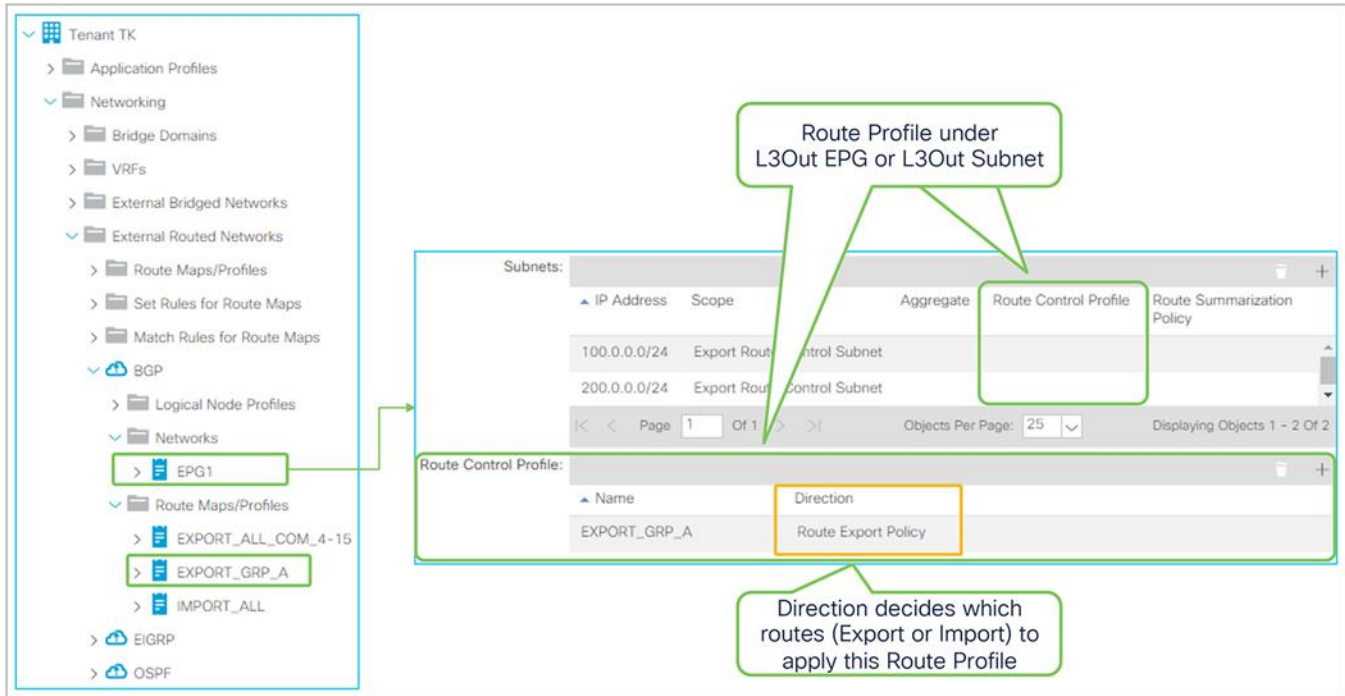 Tenant TK
Application Profiles
Networking
Bridge Domains
VRFs
External Bridged Networks
External Routed Networks
Route Maps/Profiles
Set Rules for Route Maps
Match Rules for Route Maps
BGP
Logical Node Profiles
Networks
EPG1
Route Maps/Profiles
EXPORT_ALL_COM_4-15
EXPORT_GRP_A
IMPORT_ALL
EIGRP
OSPF
Route Profile under
L3Out EPG or L3Out Subnet
Subnets:
IP Address Scope Aggregate Route Control Profile Route Summarization
Policy
100.0.0.0/24 Export Route Control Subnet
200.0.0.0/24 Export Route Control Subnet
Page 1 Of 1 Objects Per Page: 25 Displaying Objects 1 - 2 Of 2
Route Control Profile:
Name Direction
EXPORT_GRP_A Route Export Policy
Direction decides which
routes (Export or Import) to
apply this Route Profile